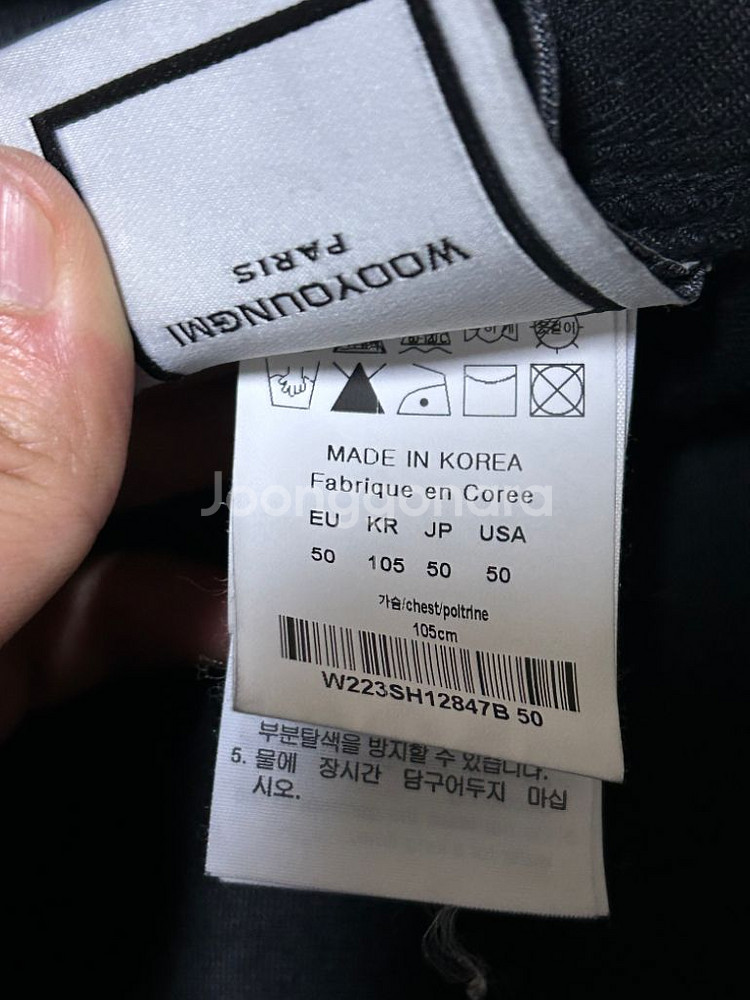 WOOYOUNGMI
PARIS
MADE IN KOREA
Fabrique en Coree
Joonggonara
EU KR JP USA
50 105 50 50
가슴/chest/poltrine
105cm
W223SH12847B 50
부분탈색을 방지할 수 있습니다.
5. 물에 장시간 담구어두지 마십
시오.